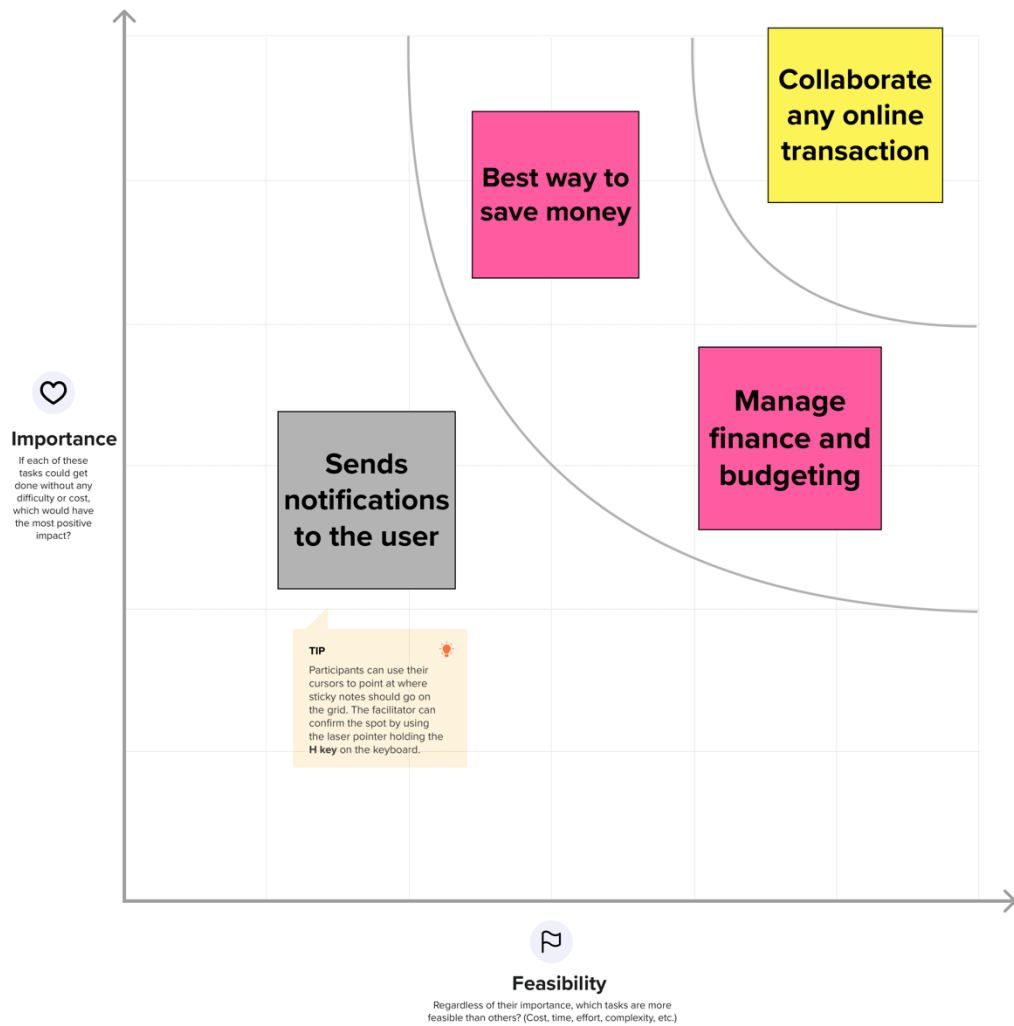 Collaborate
any online
transaction
Best way to
save money
Manage
finance and
budgeting
Importance
If each of these
tasks could get
done without any
difficulty or cost,
which would have
the most positive
impact?
Sends
notifications
to the user
TIP
Participants can use their
cursors to point at where
sticky notes should go on
the grid. The facilitator can
confirm the spot by using
the laser pointer holding the
H key on the keyboard.
Feasibility
Regardless of their importance, which tasks are more
feasible than others? (Cost, time, effort, complexity, etc.)